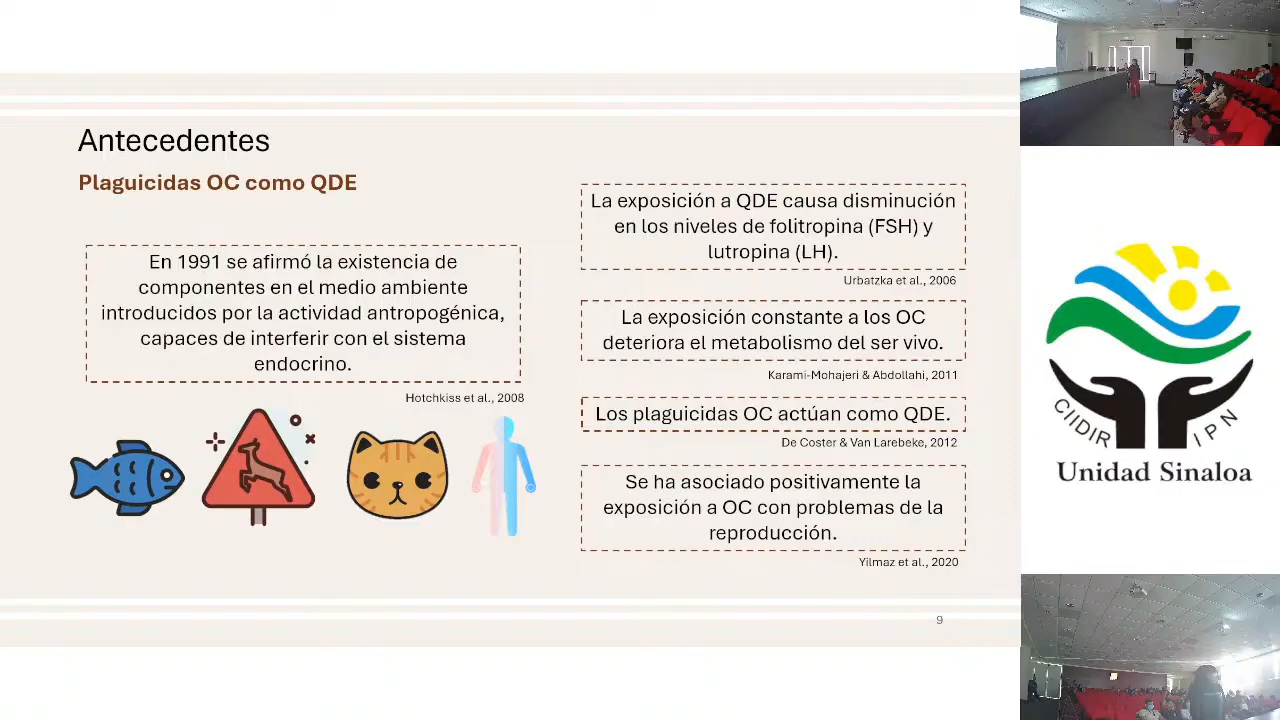 Antecedentes
Plaguicidas OC como QDE
En 1991 se afirmó la existencia de
componentes en el medio ambiente
introducidos por la actividad antropogénica,
capaces de interferir con el sistema
endocrino.
Hotchkiss et al., 2008
La exposición a QDE causa disminución
en los niveles de folitropina (FSH) y
lutropina (LH).
Urbatzka et al., 2006
La exposición constante a los OC
deteriora el metabolismo del ser vivo.
Karami-Mohajeri & Abdollahi, 2011
Los plaguicidas OC actúan como QDE.
De Coster & Van Larebeke, 2012
Se ha asociado positivamente la
exposición a OC con problemas de la
reproducción.
Yilmaz et al., 2020
9
CIIDIR IPN
Unidad Sinaloa